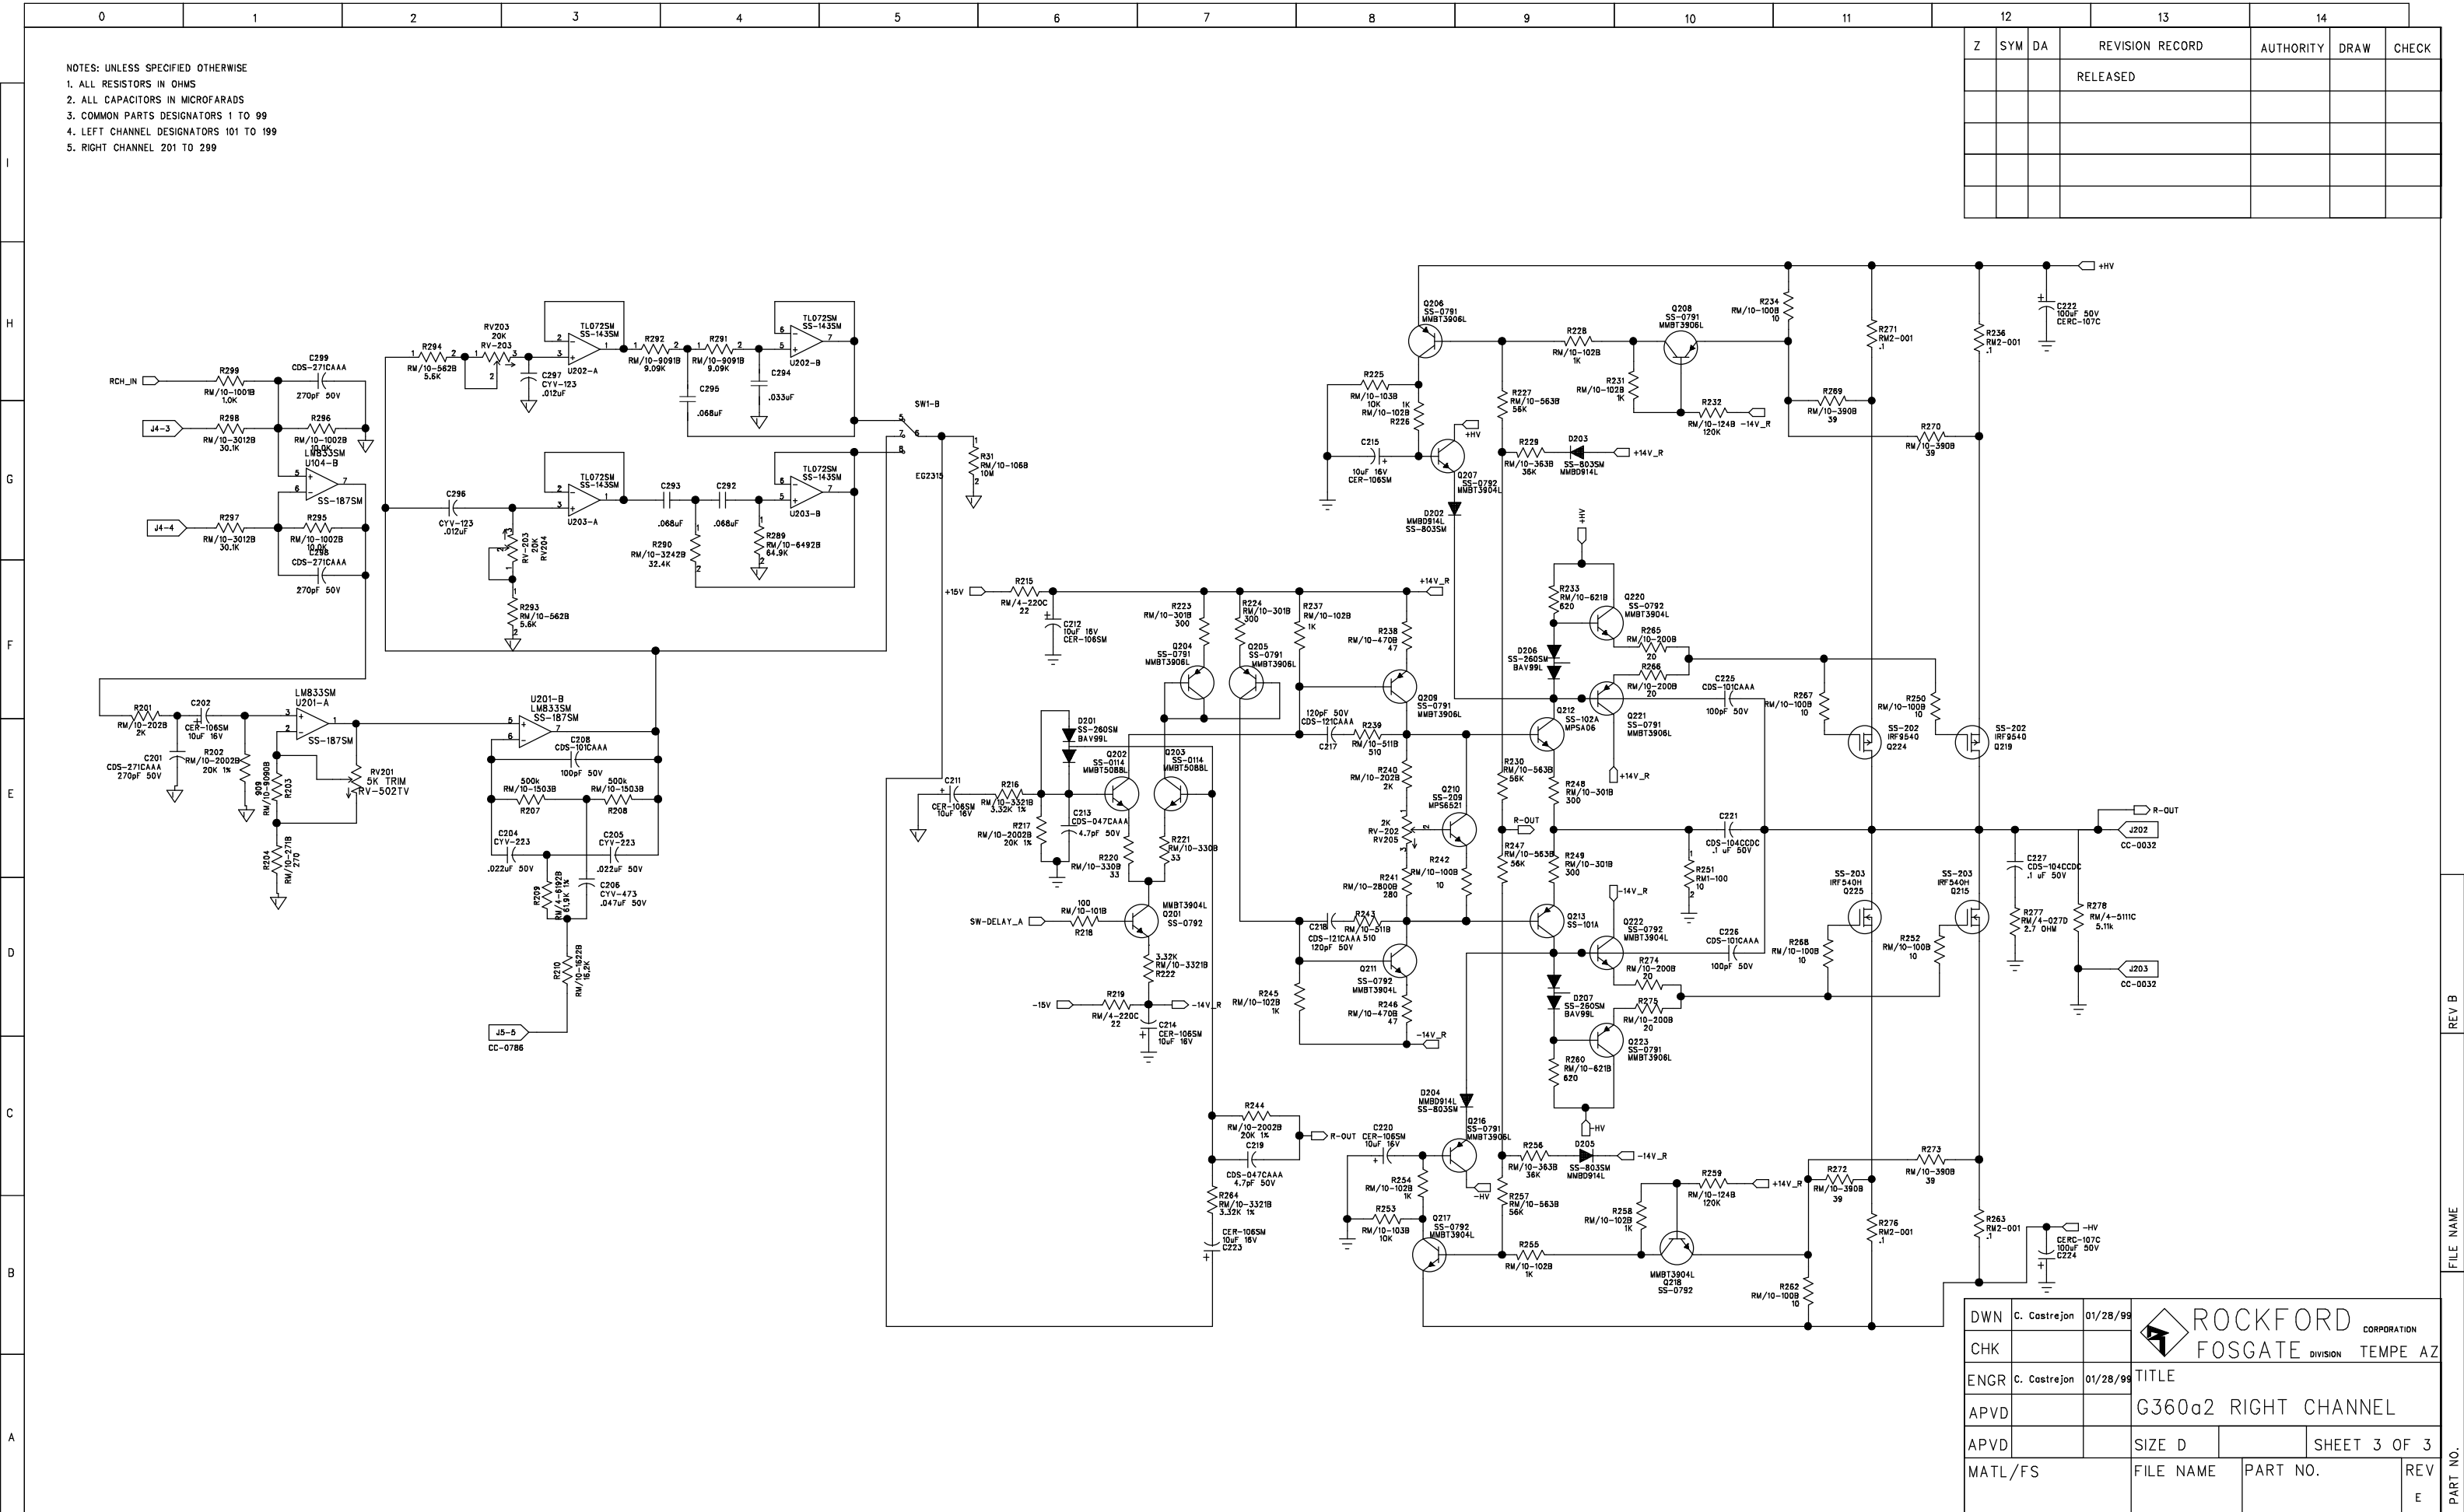 0 1 2 3 4 5 6 7 8 9 10 11 12 13 14
I
H
G
F
E
D
C
B
A
NOTES: UNLESS SPECIFIED OTHERWISE
1. ALL RESISTORS IN OHMS
2. ALL CAPACITORS IN MICROFARADS
3. COMMON PARTS DESIGNATORS 1 TO 99
4. LEFT CHANNEL DESIGNATORS 101 TO 199
5. RIGHT CHANNEL 201 TO 299
Z SYM DA REVISION RECORD AUTHORITY DRAW CHECK
RELEASED
RCH_IN
R299
RM/10-1001B
1.0K
C299
CDS-271CAAA
270pF 50V
J4-3
R298
RM/10-3012B
30.1K
R296
RM/10-1002B
10.0K
LM833SM
U104-B
5
6
7
SS-187SM
J4-4
R297
RM/10-3012B
30.1K
R295
RM/10-1002B
10.0K
C298
CDS-271CAAA
270pF 50V
R294
RM/10-562B
5.6K
RV203
20K
RV-203
C297
CYV-123
.012uF
TL072SM
SS-143SM
U202-A
R292
RM/10-9091B
9.09K
R291
RM/10-9091B
9.09K
C295
.068uF
C294
.033uF
TL072SM
SS-143SM
U202-B
C296
CYV-123
.012uF
RV-203
20K
RV204
R293
RM/10-562B
5.6K
TL072SM
SS-143SM
U203-A
C293
.068uF
C292
.068uF
R290
RM/10-3242B
32.4K
R289
RM/10-6492B
64.9K
TL072SM
SS-143SM
U203-B
SW1-B
5
7
6
8
EG2315
R31
RM/10-106B
10M
R201
RM/10-202B
2K
C202
CER-106SM
10uF 16V
C201
CDS-271CAAA
270pF 50V
R202
RM/10-2002B
20K 1%
LM833SM
U201-A
SS-187SM
909
RM/10-9090B
R203
RV201
5K TRIM
RV-502TV
R204
RM/10-271B
270
U201-B
LM833SM
SS-187SM
C208
CDS-101CAAA
100pF 50V
500k
RM/10-1503B
R207
500k
RM/10-1503B
R208
C204
CYV-223
.022uF 50V
C205
CYV-223
.022uF 50V
R209
RM/4-6192B
61.9K 1%
C206
CYV-473
.047uF 50V
R210
RM/10-1622B
16.2K
J5-5
CC-0786
+15V
R215
RM/4-220C
22
C212
10uF 16V
CER-106SM
R223
RM/10-301B
300
R224
RM/10-301B
300
R237
RM/10-102B
1K
R238
RM/10-470B
47
+14V_R
Q204
SS-0791
MMBT3906L
Q205
SS-0791
MMBT3906L
Q209
SS-0791
MMBT3906L
D201
SS-260SM
BAV99L
C211
CER-106SM
10uF 16V
R216
RM/10-3321B
3.32K 1%
R217
RM/10-2002B
20K 1%
C213
CDS-047CAAA
4.7pF 50V
Q202
SS-0114
MMBT5088L
Q203
SS-0114
MMBT5088L
R220
RM/10-330B
33
R221
RM/10-330B
33
SW-DELAY_A
100
RM/10-101B
R218
MMBT3904L
Q201
SS-0792
3.32K
RM/10-3321B
R222
-15V
R219
RM/4-220C
22
-14V_R
C214
CER-106SM
10uF 16V
120pF 50V
CDS-121CAAA
C217
R239
RM/10-511B
510
R240
RM/10-202B
2K
2K
RV-202
RV205
Q210
SS-209
MPS6521
R241
RM/10-2800B
280
R242
RM/10-100B
10
C218
CDS-121CAAA
120pF 50V
R243
RM/10-511B
510
Q211
SS-0792
MMBT3904L
R245
RM/10-102B
1K
R246
RM/10-470B
47
-14V_R
R244
RM/10-2002B
20K 1%
R-OUT
C219
CDS-047CAAA
4.7pF 50V
R264
RM/10-3321B
3.32K 1%
CER-106SM
10uF 16V
C223
Q206
SS-0791
MMBT3906L
R225
RM/10-103B
10K
1K
RM/10-102B
R226
C215
10uF 16V
CER-106SM
+HV
Q207
SS-0792
MMBT3904L
D202
MMBD914L
SS-803SM
R227
RM/10-563B
56K
R228
RM/10-102B
1K
R229
RM/10-363B
36K
D203
SS-803SM
MMBD914L
+14V_R
Q208
SS-0791
MMBT3906L
R231
RM/10-102B
1K
R232
RM/10-124B
120K
-14V_R
R234
RM/10-100B
10
R271
RM2-001
.1
R236
RM2-001
.1
C222
100uF 50V
CERC-107C
+HV
R269
RM/10-390B
39
R270
RM/10-390B
39
+HV
R233
RM/10-621B
620
Q220
SS-0792
MMBT3904L
D206
SS-260SM
BAV99L
R265
RM/10-200B
20
R266
RM/10-200B
20
C225
CDS-101CAAA
100pF 50V
Q212
SS-102A
MPSA06
Q221
SS-0791
MMBT3906L
+14V_R
R230
RM/10-563B
56K
R248
RM/10-301B
300
R-OUT
R247
RM/10-563B
56K
R249
RM/10-301B
300
C221
CDS-104CCDC
.1 uF 50V
R251
RM1-100
10
R267
RM/10-100B
10
R250
RM/10-100B
10
SS-202
IRF9540
Q224
SS-202
IRF9540
Q219
R-OUT
J202
CC-0032
C227
CDS-104CCDC
.1 uF 50V
R277
RM/4-027D
2.7 OHM
R278
RM/4-5111C
5.11k
J203
CC-0032
SS-203
IRF540H
Q225
SS-203
IRF540H
Q215
R268
RM/10-100B
10
R252
RM/10-100B
10
Q213
SS-101A
-14V_R
Q222
SS-0792
MMBT3904L
C226
CDS-101CAAA
100pF 50V
R274
RM/10-200B
20
R275
RM/10-200B
20
D207
SS-260SM
BAV99L
Q223
SS-0791
MMBT3906L
R260
RM/10-621B
620
-HV
D204
MMBD914L
SS-803SM
Q216
SS-0791
MMBT3906L
C220
CER-106SM
10uF 16V
R254
RM/10-102B
1K
-HV
R253
RM/10-103B
10K
Q217
SS-0792
MMBT3904L
R256
RM/10-363B
36K
D205
SS-803SM
MMBD914L
-14V_R
R257
RM/10-563B
56K
R255
RM/10-102B
1K
R258
RM/10-102B
1K
R259
RM/10-124B
120K
+14V_R
MMBT3904L
Q218
SS-0792
R272
RM/10-390B
39
R273
RM/10-390B
39
R262
RM/10-100B
10
R276
RM2-001
.1
R263
RM2-001
.1
-HV
CERC-107C
100uF 50V
C224
DWN C. Castrejon 01/28/99
CHK
ENGR C. Castrejon 01/28/99
APVD
APVD
MATL/FS
ROCKFORD CORPORATION
FOSGATE DIVISION TEMPE AZ
TITLE
G360a2 RIGHT CHANNEL
SIZE D SHEET 3 OF 3
FILE NAME PART NO. REV
E
REV B
FILE NAME
PART NO.